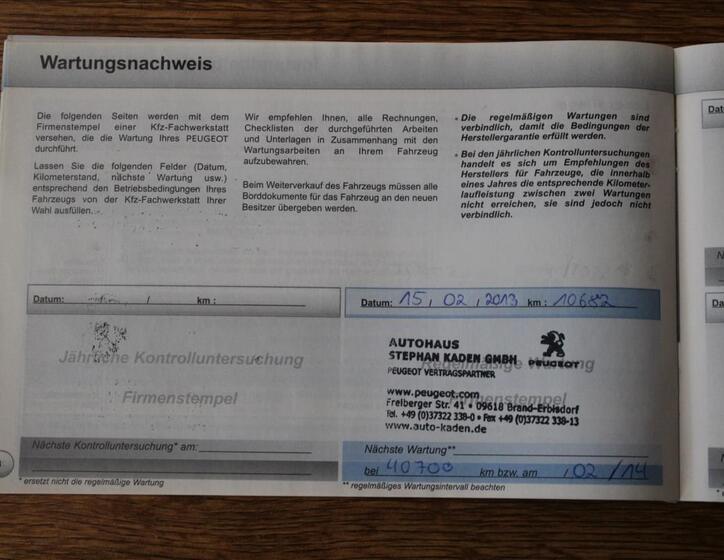 Wartungsnachweis
Die folgenden Seiten werden mit dem
Firmenstempel einer Kfz-Fachwerkstatt
versehen, die die Wartung Ihres PEUGEOT
durchführt.
Lassen Sie die folgenden Felder (Datum,
Kilometerstand, nächste Wartung usw.)
entsprechend den Betriebsbedingungen Ihres
Fahrzeugs von der Kfz-Fachwerkstatt Ihrer
Wahl ausfüllen.
Wir empfehlen Ihnen, alle Rechnungen,
Checklisten der durchgeführten Arbeiten
und Unterlagen in Zusammenhang mit den
Wartungsarbeiten an Ihrem Fahrzeug
aufzubewahren.
Beim Weiterverkauf des Fahrzeugs müssen alle
Borddokumente für das Fahrzeug an den neuen
Besitzer übergeben werden.
• Die regelmäßigen Wartungen sind
verbindlich, damit die Bedingungen der
Herstellergarantie erfüllt werden.
• Bei den jährlichen Kontrolluntersuchungen
handelt es sich um Empfehlungen des
Herstellers für Fahrzeuge, die innerhalb
eines Jahres die entsprechende Kilometer-
laufleistung zwischen zwei Wartungen
nicht erreichen, sie sind jedoch nicht
verbindlich.
Datum: / km :
Jährliche Kontrolluntersuchung
Firmenstempel
Nächste Kontrolluntersuchung* am:
* ersetzt nicht die regelmäßige Wartung
Datum: 15 / 02 / 2013 km : 10682
Regelmäßige Wartung
Firmenstempel
AUTOHAUS
STEPHAN KADEN GMBH PEUGEOT
PEUGEOT VERTRAGSPARTNER
www.peugeot.com
Freiberger Str. 41 • 09618 Brand-Erbisdorf
Tel. +49 (0)37322 338-0 • Fax +49 (0)37322 338-13
www.auto-kaden.de
Nächste Wartung**
bei 40700 km bzw. am / 02 / 14
** regelmäßiges Wartungsintervall beachten
Dat